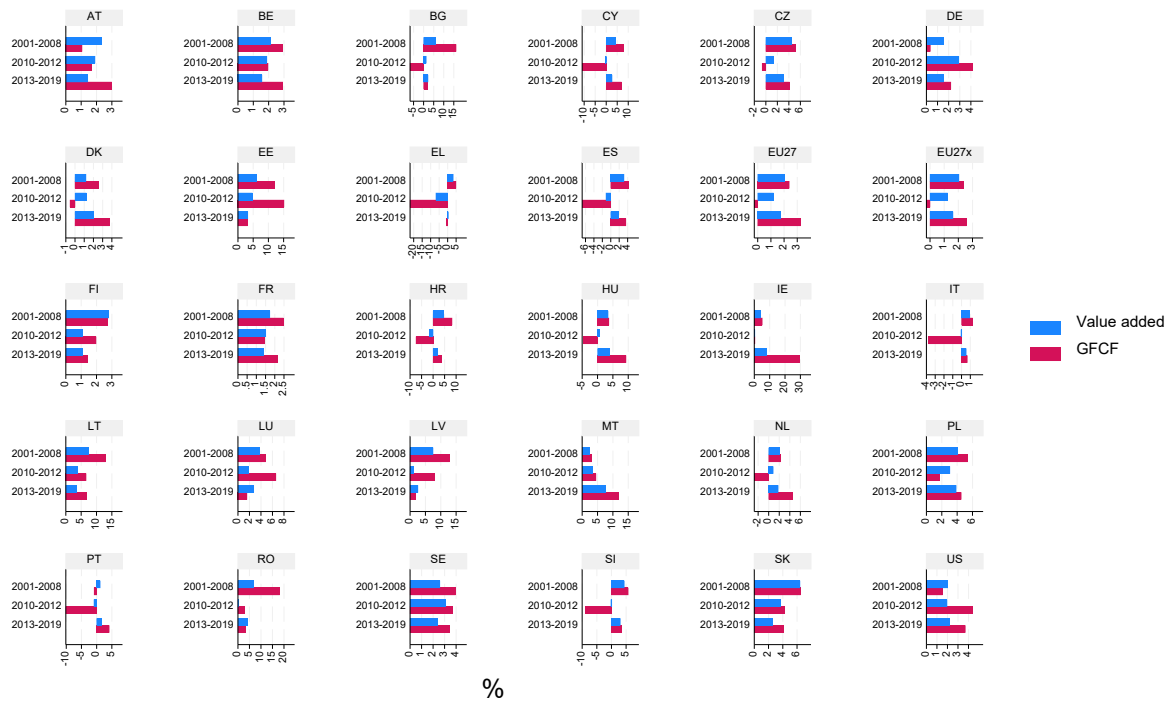 AT BE BG CY CZ DE
2001-2008 2001-2008 2001-2008 2001-2008 2001-2008 2001-2008
2010-2012 2010-2012 2010-2012 2010-2012 2010-2012 2010-2012
2013-2019 2013-2019 2013-2019 2013-2019 2013-2019 2013-2019
0 1 2 3 0 1 2 3 -5 0 5 10 15 -10 -5 0 5 10 -2 0 2 4 6 0 1 2 3 4
DK EE EL ES EU27 EU27x
2001-2008 2001-2008 2001-2008 2001-2008 2001-2008 2001-2008
2010-2012 2010-2012 2010-2012 2010-2012 2010-2012 2010-2012
2013-2019 2013-2019 2013-2019 2013-2019 2013-2019 2013-2019
-1 0 1 2 3 4 0 5 10 15 -20 -15 -10 -5 0 5 -6 -4 -2 0 2 4 0 1 2 3 0 1 2 3
FI FR HR HU IE IT
2001-2008 2001-2008 2001-2008 2001-2008 2001-2008 2001-2008
2010-2012 2010-2012 2010-2012 2010-2012 2010-2012 2010-2012
2013-2019 2013-2019 2013-2019 2013-2019 2013-2019 2013-2019
0 1 2 3 0 .5 1 1.5 2 2.5 -10 -5 0 5 10 -5 0 5 10 0 10 20 30 -4 -3 -2 -1 0 1
Value added
GFCF
LT LU LV MT NL PL
2001-2008 2001-2008 2001-2008 2001-2008 2001-2008 2001-2008
2010-2012 2010-2012 2010-2012 2010-2012 2010-2012 2010-2012
2013-2019 2013-2019 2013-2019 2013-2019 2013-2019 2013-2019
0 5 10 15 0 2 4 6 8 0 5 10 15 0 5 10 15 -2 0 2 4 6 0 2 4 6
PT RO SE SI SK US
2001-2008 2001-2008 2001-2008 2001-2008 2001-2008 2001-2008
2010-2012 2010-2012 2010-2012 2010-2012 2010-2012 2010-2012
2013-2019 2013-2019 2013-2019 2013-2019 2013-2019 2013-2019
-10 -5 0 5 0 5 10 15 20 0 1 2 3 4 -10 -5 0 5 0 2 4 6 0 1 2 3 4
%